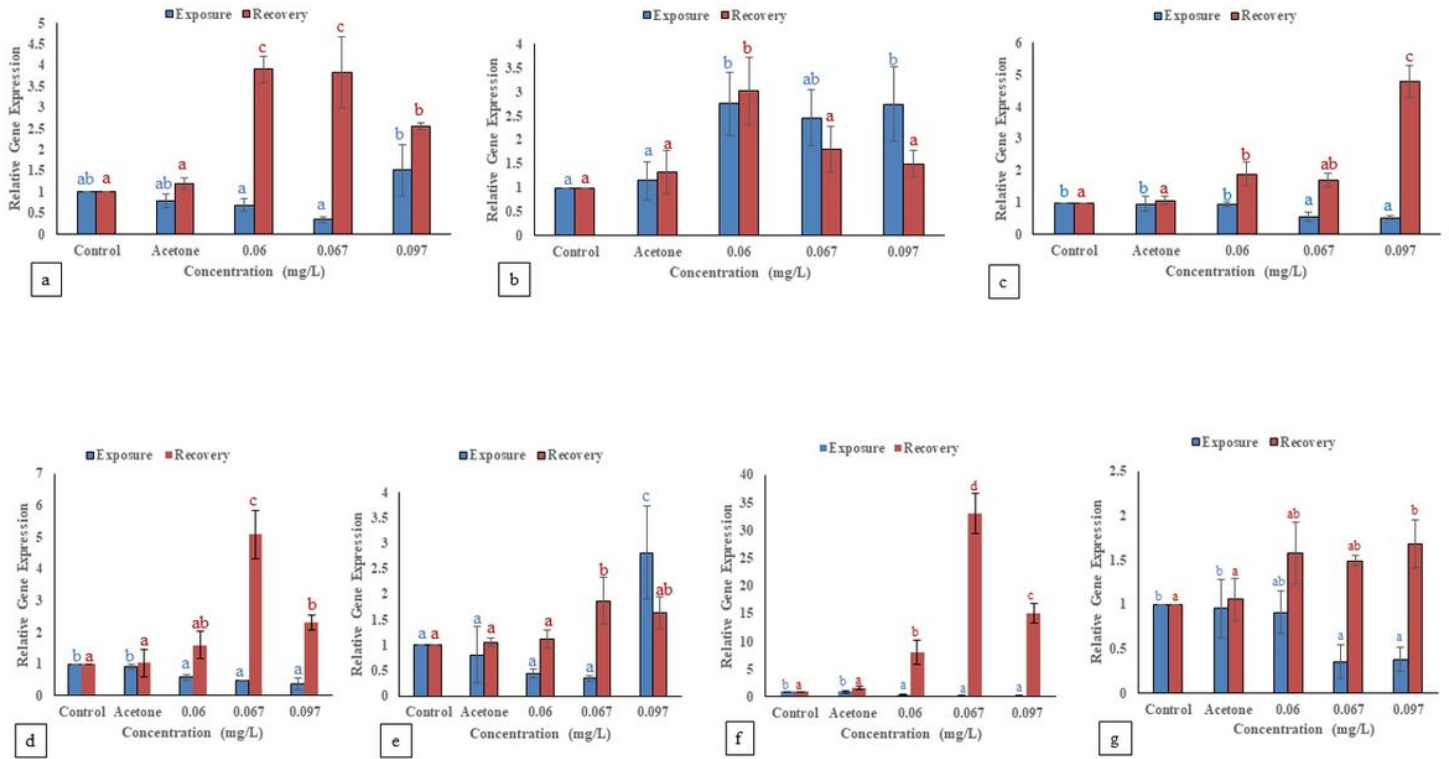 Exposure Recovery
Relative Gene Expression
5
4.5
4
3.5
3
2.5
2
1.5
1
0.5
0
ab a ab a a c a c b b
Control Acetone 0.06 0.067 0.097
Concentration (mg/L)
a
Exposure Recovery
Relative Gene Expression
4
3.5
3
2.5
2
1.5
1
0.5
0
a a a a b b ab a b a
Control Acetone 0.06 0.067 0.097
Concentration (mg/L)
b
Exposure Recovery
Relative Gene Expression
6
5
4
3
2
1
0
b a b a b b a ab a c
Control Acetone 0.06 0.067 0.097
Concentration (mg/L)
c
Exposure Recovery
Relative Gene Expression
7
6
5
4
3
2
1
0
b a b a a ab a c a b
Control Acetone 0.06 0.067 0.097
Concentration (mg/L)
d
Exposure Recovery
Relative Gene Expression
4
3.5
3
2.5
2
1.5
1
0.5
0
a a a a a a a b c ab
Control Acetone 0.06 0.067 0.097
Concentration (mg/L)
e
Exposure Recovery
Relative Gene Expression
40
35
30
25
20
15
10
5
0
b a b a a b a d a c
Control Acetone 0.06 0.067 0.097
Concentration (mg/L)
f
Exposure Recovery
Relative Gene Expression
2.5
2
1.5
1
0.5
0
b a b a ab ab a ab a b
Control Acetone 0.06 0.067 0.097
Concentration (mg/L)
g